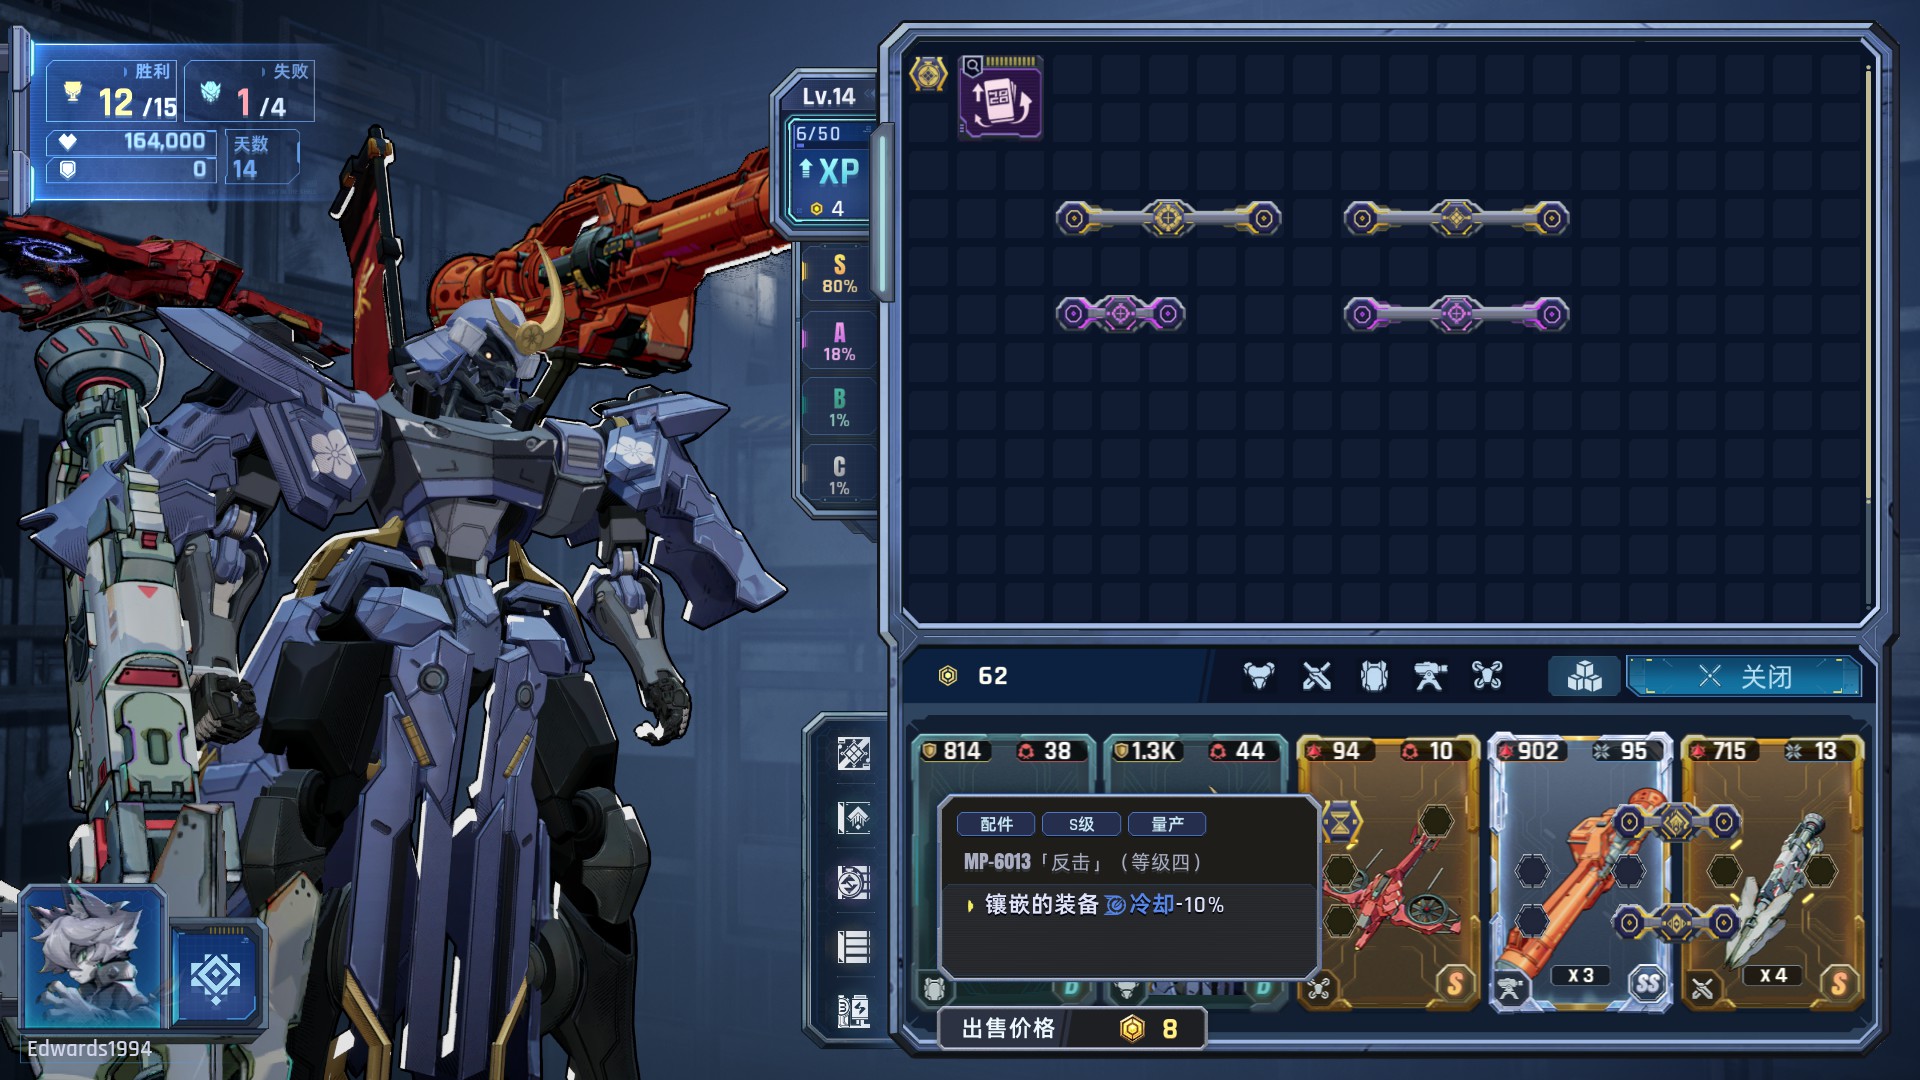 胜利
12 /15
失败
1 /4
164,000
0
天数
14
Lv.14
6/50
XP
4
S
80%
A
18%
B
1%
C
1%
62
关闭
814
38
1.3K
44
94
10
902
95
715
13
配件
S级
量产
MP-6013「反击」（等级四）
镶嵌的装备冷却-10%
D
D
S
x3
SS
x4
S
出售价格
8
Edwards1994